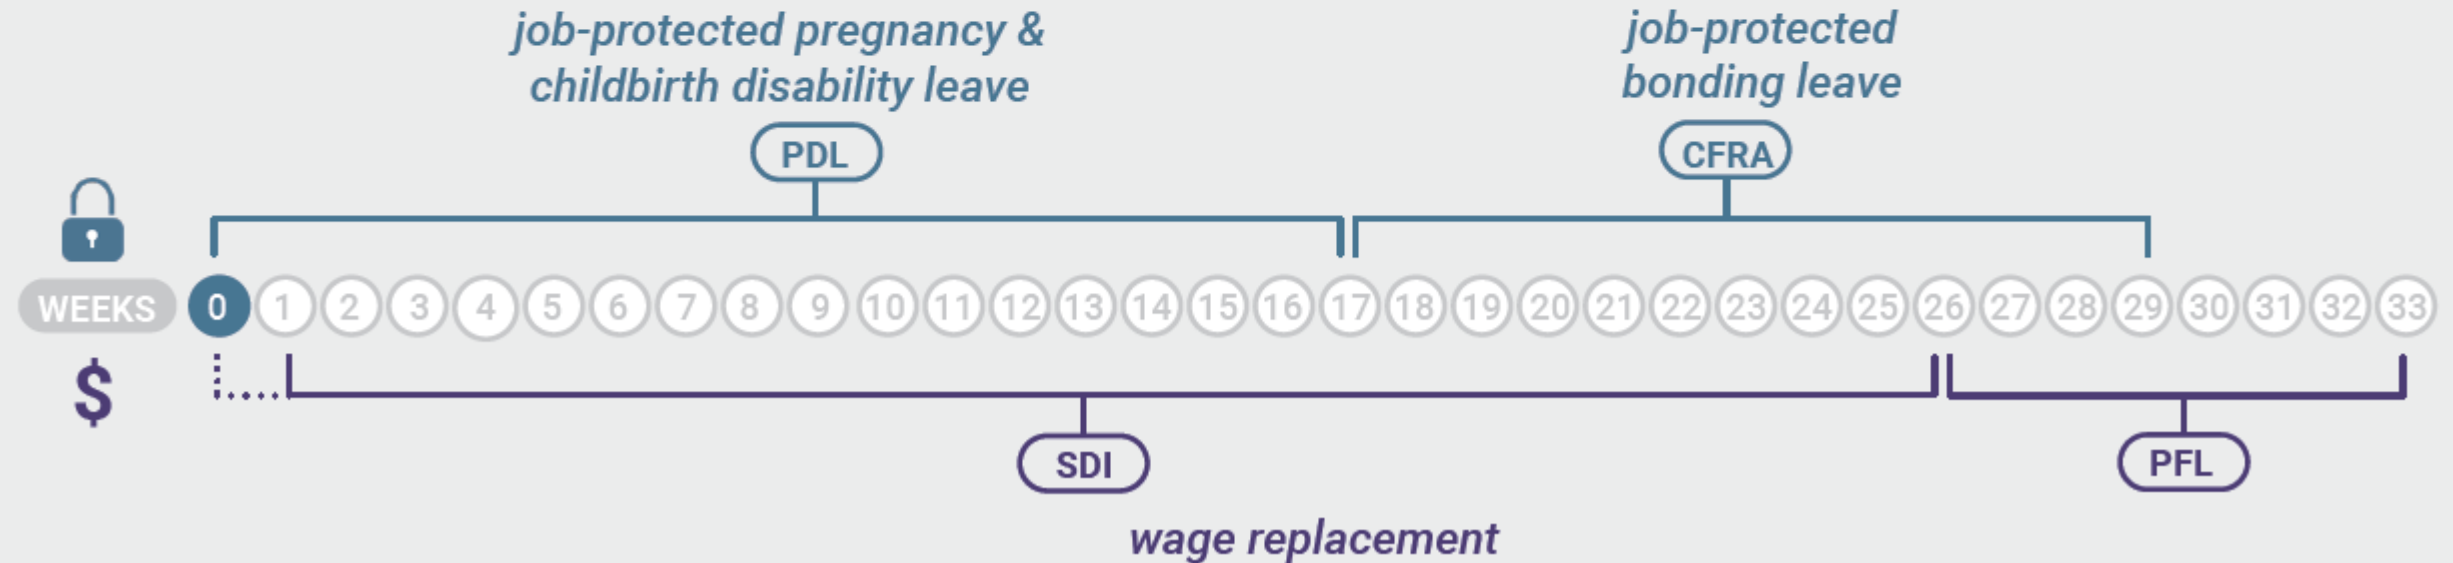 job-protected pregnancy &
childbirth disability leave
job-protected
bonding leave
PDL
CFRA
WEEKS 0 1 2 3 4 5 6 7 8 9 10 11 12 13 14 15 16 17 18 19 20 21 22 23 24 25 26 27 28 29 30 31 32 33
$
SDI
PFL
wage replacement